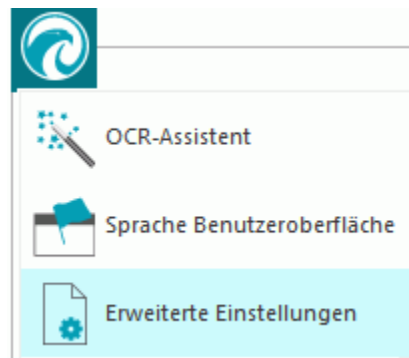 OCR-Assistent
Sprache Benutzeroberfläche
Erweiterte Einstellungen